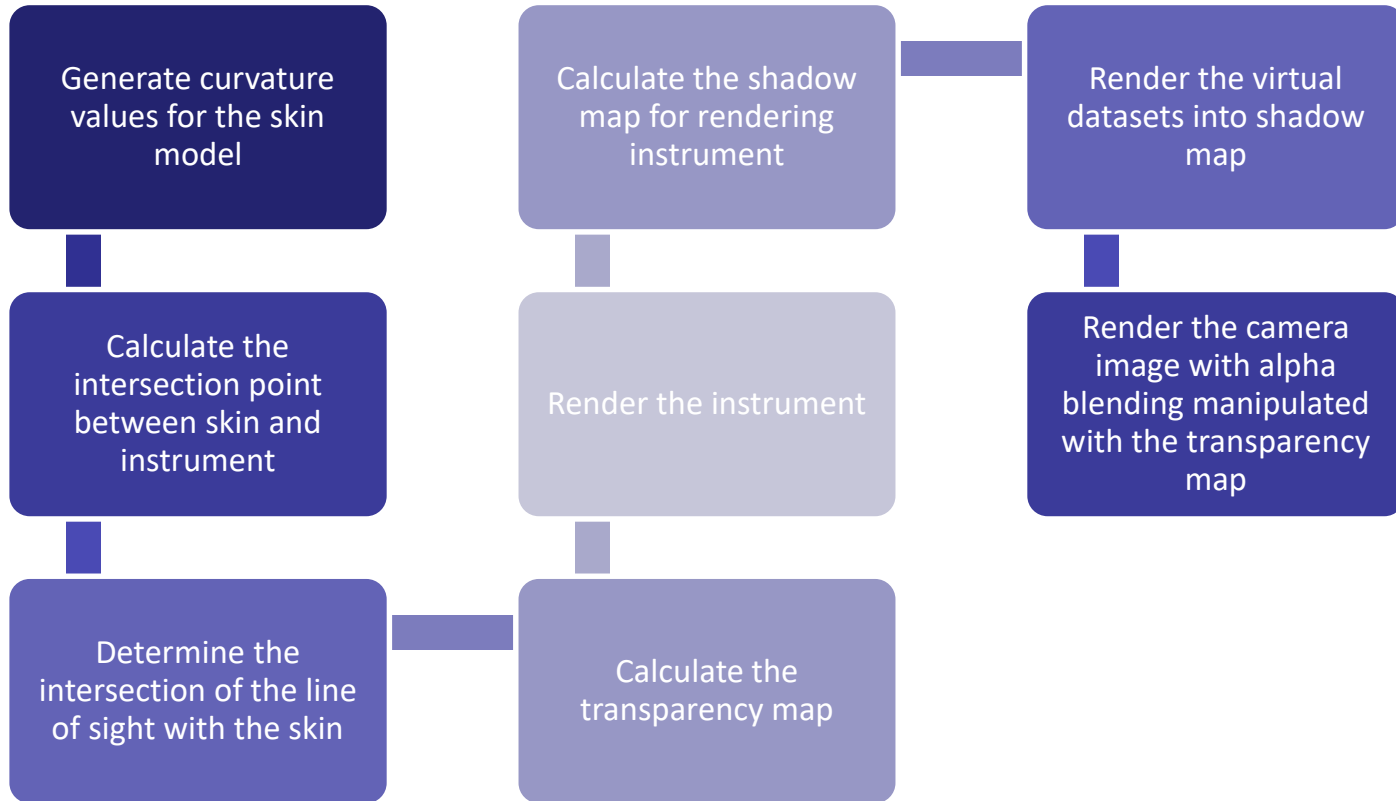 Generate curvature
values for the skin
model
Calculate the
intersection point
between skin and
instrument
Determine the
intersection of the line
of sight with the skin
Calculate the
transparency map
Render the instrument
Calculate the shadow
map for rendering
instrument
Render the virtual
datasets into shadow
map
Render the camera
image with alpha
blending manipulated
with the transparency
map